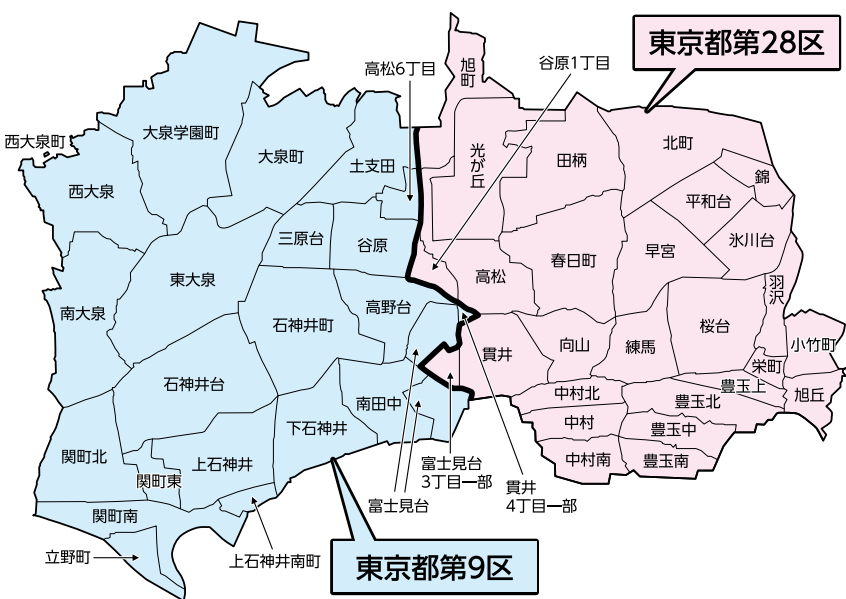 東京都第28区
谷原1丁目
高松6丁目
旭町
大泉学園町
西大泉町
大泉町
土支田
光が丘
田柄
北町
錦
西大泉
平和台
三原台
谷原
氷川台
早宮
春日町
高松
東大泉
南大泉
高野台
石神井町
羽沢
桜台
小竹町
向山
練馬
貫井
栄町
豊玉上
旭丘
石神井台
中村北
豊玉北
南田中
中村
豊玉中
下石神井
関町北
上石神井
中村南
豊玉南
関町東
富士見台
3丁目一部
貫井
4丁目一部
富士見台
関町南
立野町
上石神井南町
東京都第9区